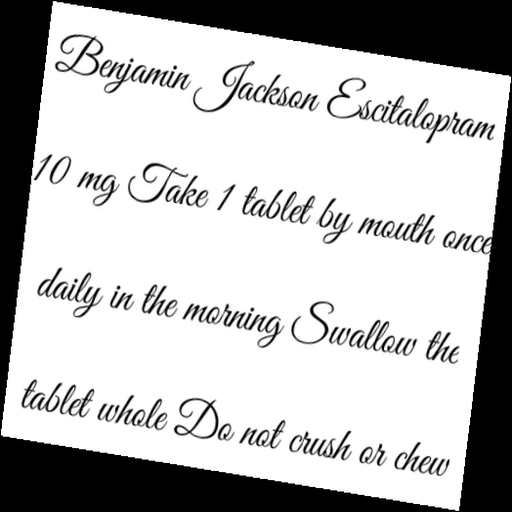 Benjamin Jackson Escitalopram
10 mg Take 1 tablet by mouth once
daily in the morning Swallow the
tablet whole Do not crush or chew